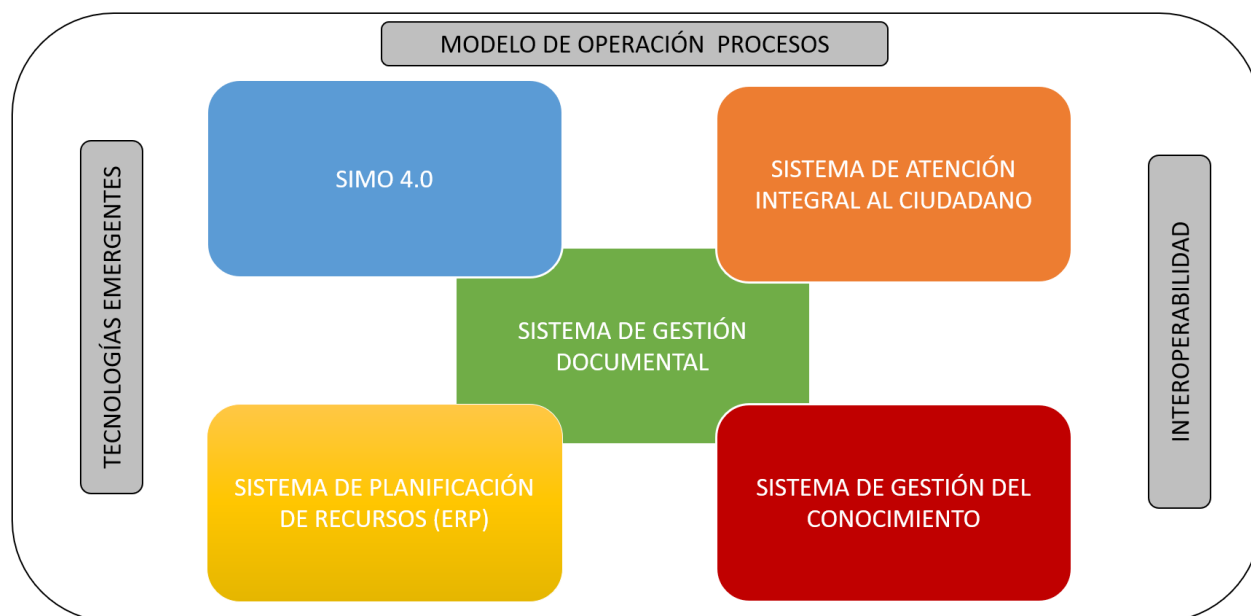 MODELO DE OPERACIÓN PROCESOS
TECNOLOGÍAS EMERGENTES
SIMO 4.0
SISTEMA DE ATENCIÓN
INTEGRAL AL CIUDADANO
SISTEMA DE GESTIÓN
DOCUMENTAL
SISTEMA DE PLANIFICACIÓN
DE RECURSOS (ERP)
SISTEMA DE GESTIÓN DEL
CONOCIMIENTO
INTEROPERABILIDAD